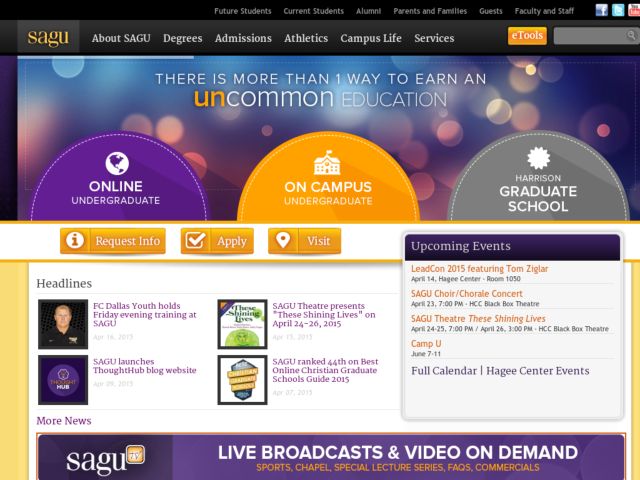 Future Students Current Students Alumni Parents and Families Guests Faculty and Staff
sagu About SAGU Degrees Admissions Athletics Campus Life Services eTools
THERE IS MORE THAN 1 WAY TO EARN AN
uncommon EDUCATION
ONLINE
UNDERGRADUATE
ON CAMPUS
UNDERGRADUATE
HARRISON
GRADUATE
SCHOOL
Request Info Apply Visit
Upcoming Events
LeadCon 2015 featuring Tom Ziglar
April 14, Hagee Center - Room 1050
SAGU Choir/Chorale Concert
April 23, 7:00 PM - HCC Black Box Theatre
SAGU Theatre These Shining Lives
April 24-25, 7:00 PM / April 26, 3:00 PM - HCC Black Box Theatre
Camp U
June 7-11
Full Calendar | Hagee Center Events
Headlines
FC Dallas Youth holds
Friday evening training at
SAGU
Apr 16, 2015
These
Shining
Lives
SAGU Theatre presents
"These Shining Lives" on
April 24-26, 2015
Apr 15, 2015
THOUGHT
HUB
SAGU launches
ThoughtHub blog website
Apr 09, 2015
CHRISTIAN
GRADUATE
SCHOOL
SAGU ranked 44th on Best
Online Christian Graduate
Schools Guide 2015
Apr 07, 2015
More News
sagu TV
LIVE BROADCASTS & VIDEO ON DEMAND
SPORTS, CHAPEL, SPECIAL LECTURE SERIES, FAQS, COMMERCIALS